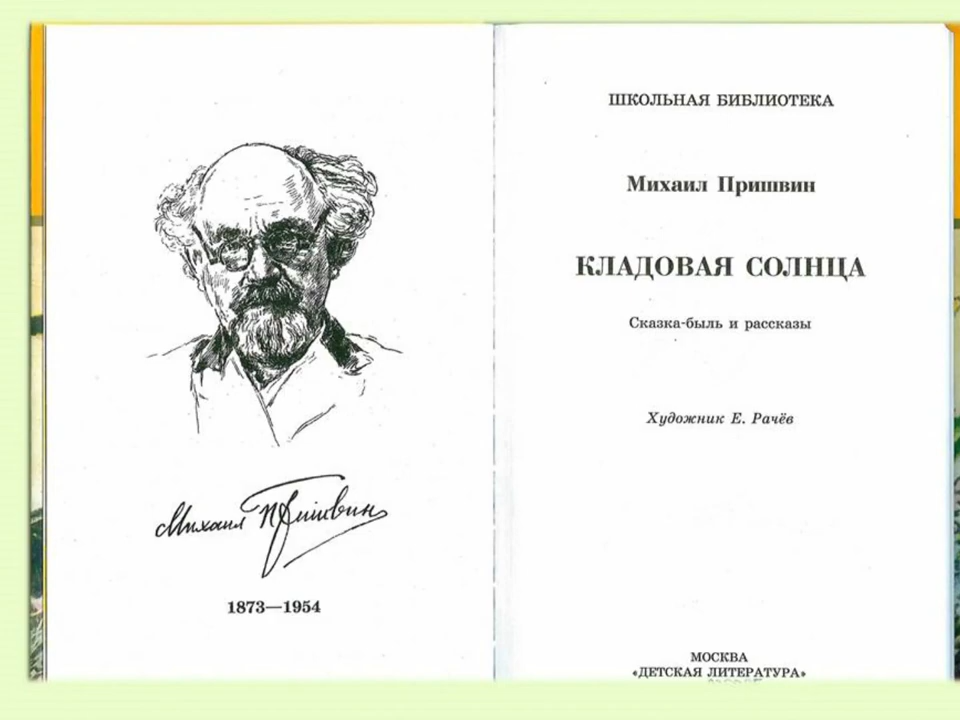 Михаил Пришвин
1873—1954
ШКОЛЬНАЯ БИБЛИОТЕКА
Михаил Пришвин
КЛАДОВАЯ СОЛНЦА
Сказка-быль и рассказы
Художник Е. Рачёв
МОСКВА
«ДЕТСКАЯ ЛИТЕРАТУРА»